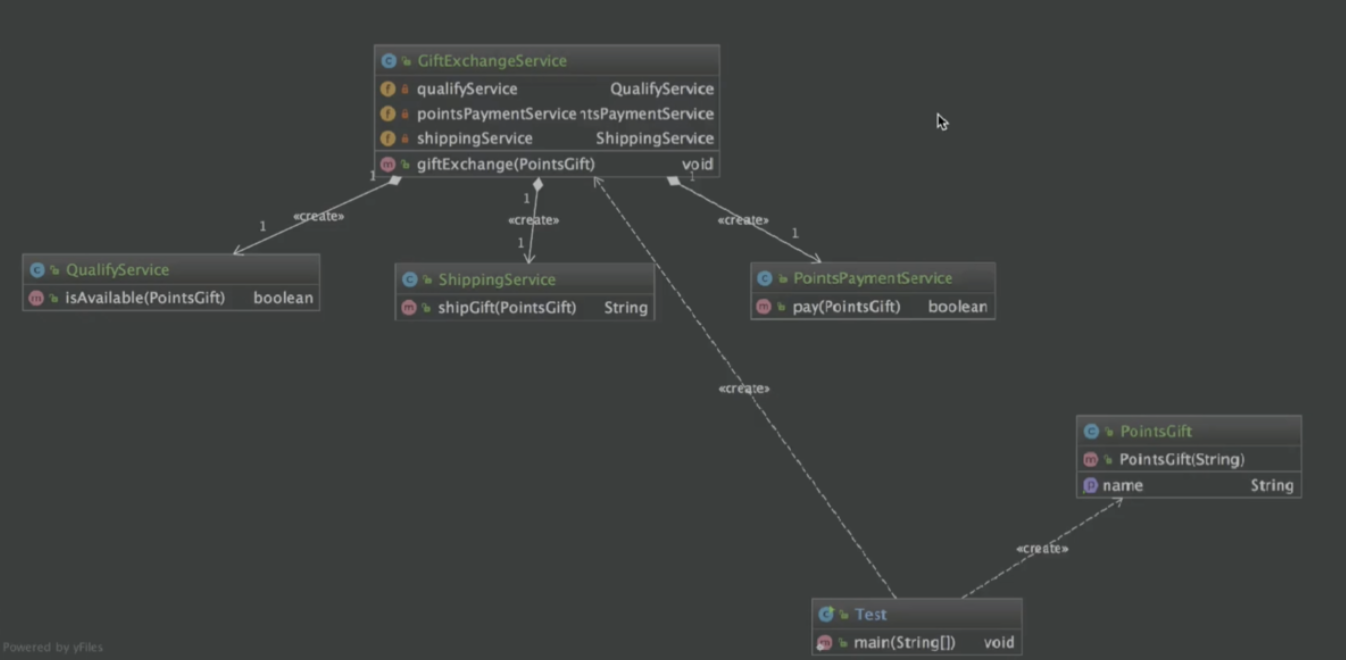 GiftExchangeService
qualifyService QualifyService
pointsPaymentService ntsPaymentService
shippingService ShippingService
giftExchange(PointsGift) void
1 1
1
«create» «create» «create»
1 1 1
QualifyService
isAvailable(PointsGift) boolean
ShippingService
shipGift(PointsGift) String
PointsPaymentService
pay(PointsGift) boolean
«create»
PointsGift
PointsGift(String)
name String
«create»
Test
main(String[]) void
Powered by yFiles